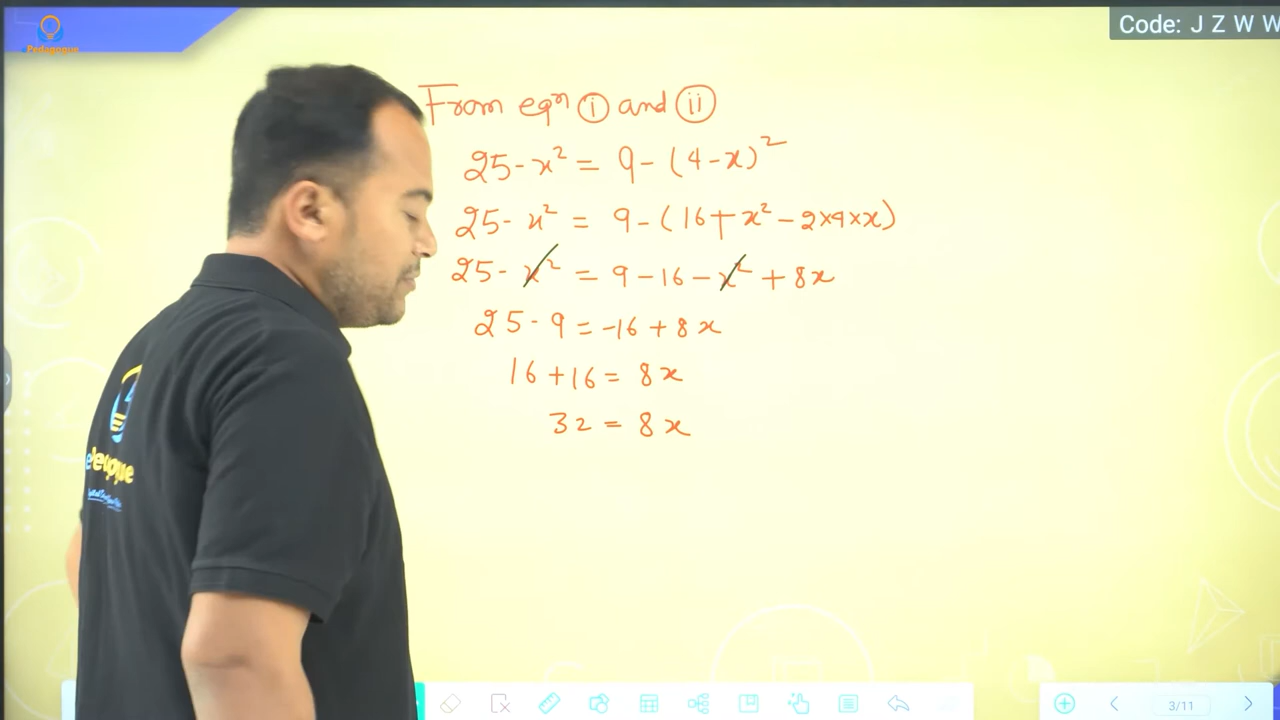 Pedagogue
Code: J Z W W
From eqn (i) and (ii)
25 - x² = 9 - (4 - x)²
25 - x² = 9 - (16 + x² - 2×4×x)
25 - x² = 9 - 16 - x² + 8x
25 - 9 = -16 + 8x
16 + 16 = 8x
32 = 8x
3/11